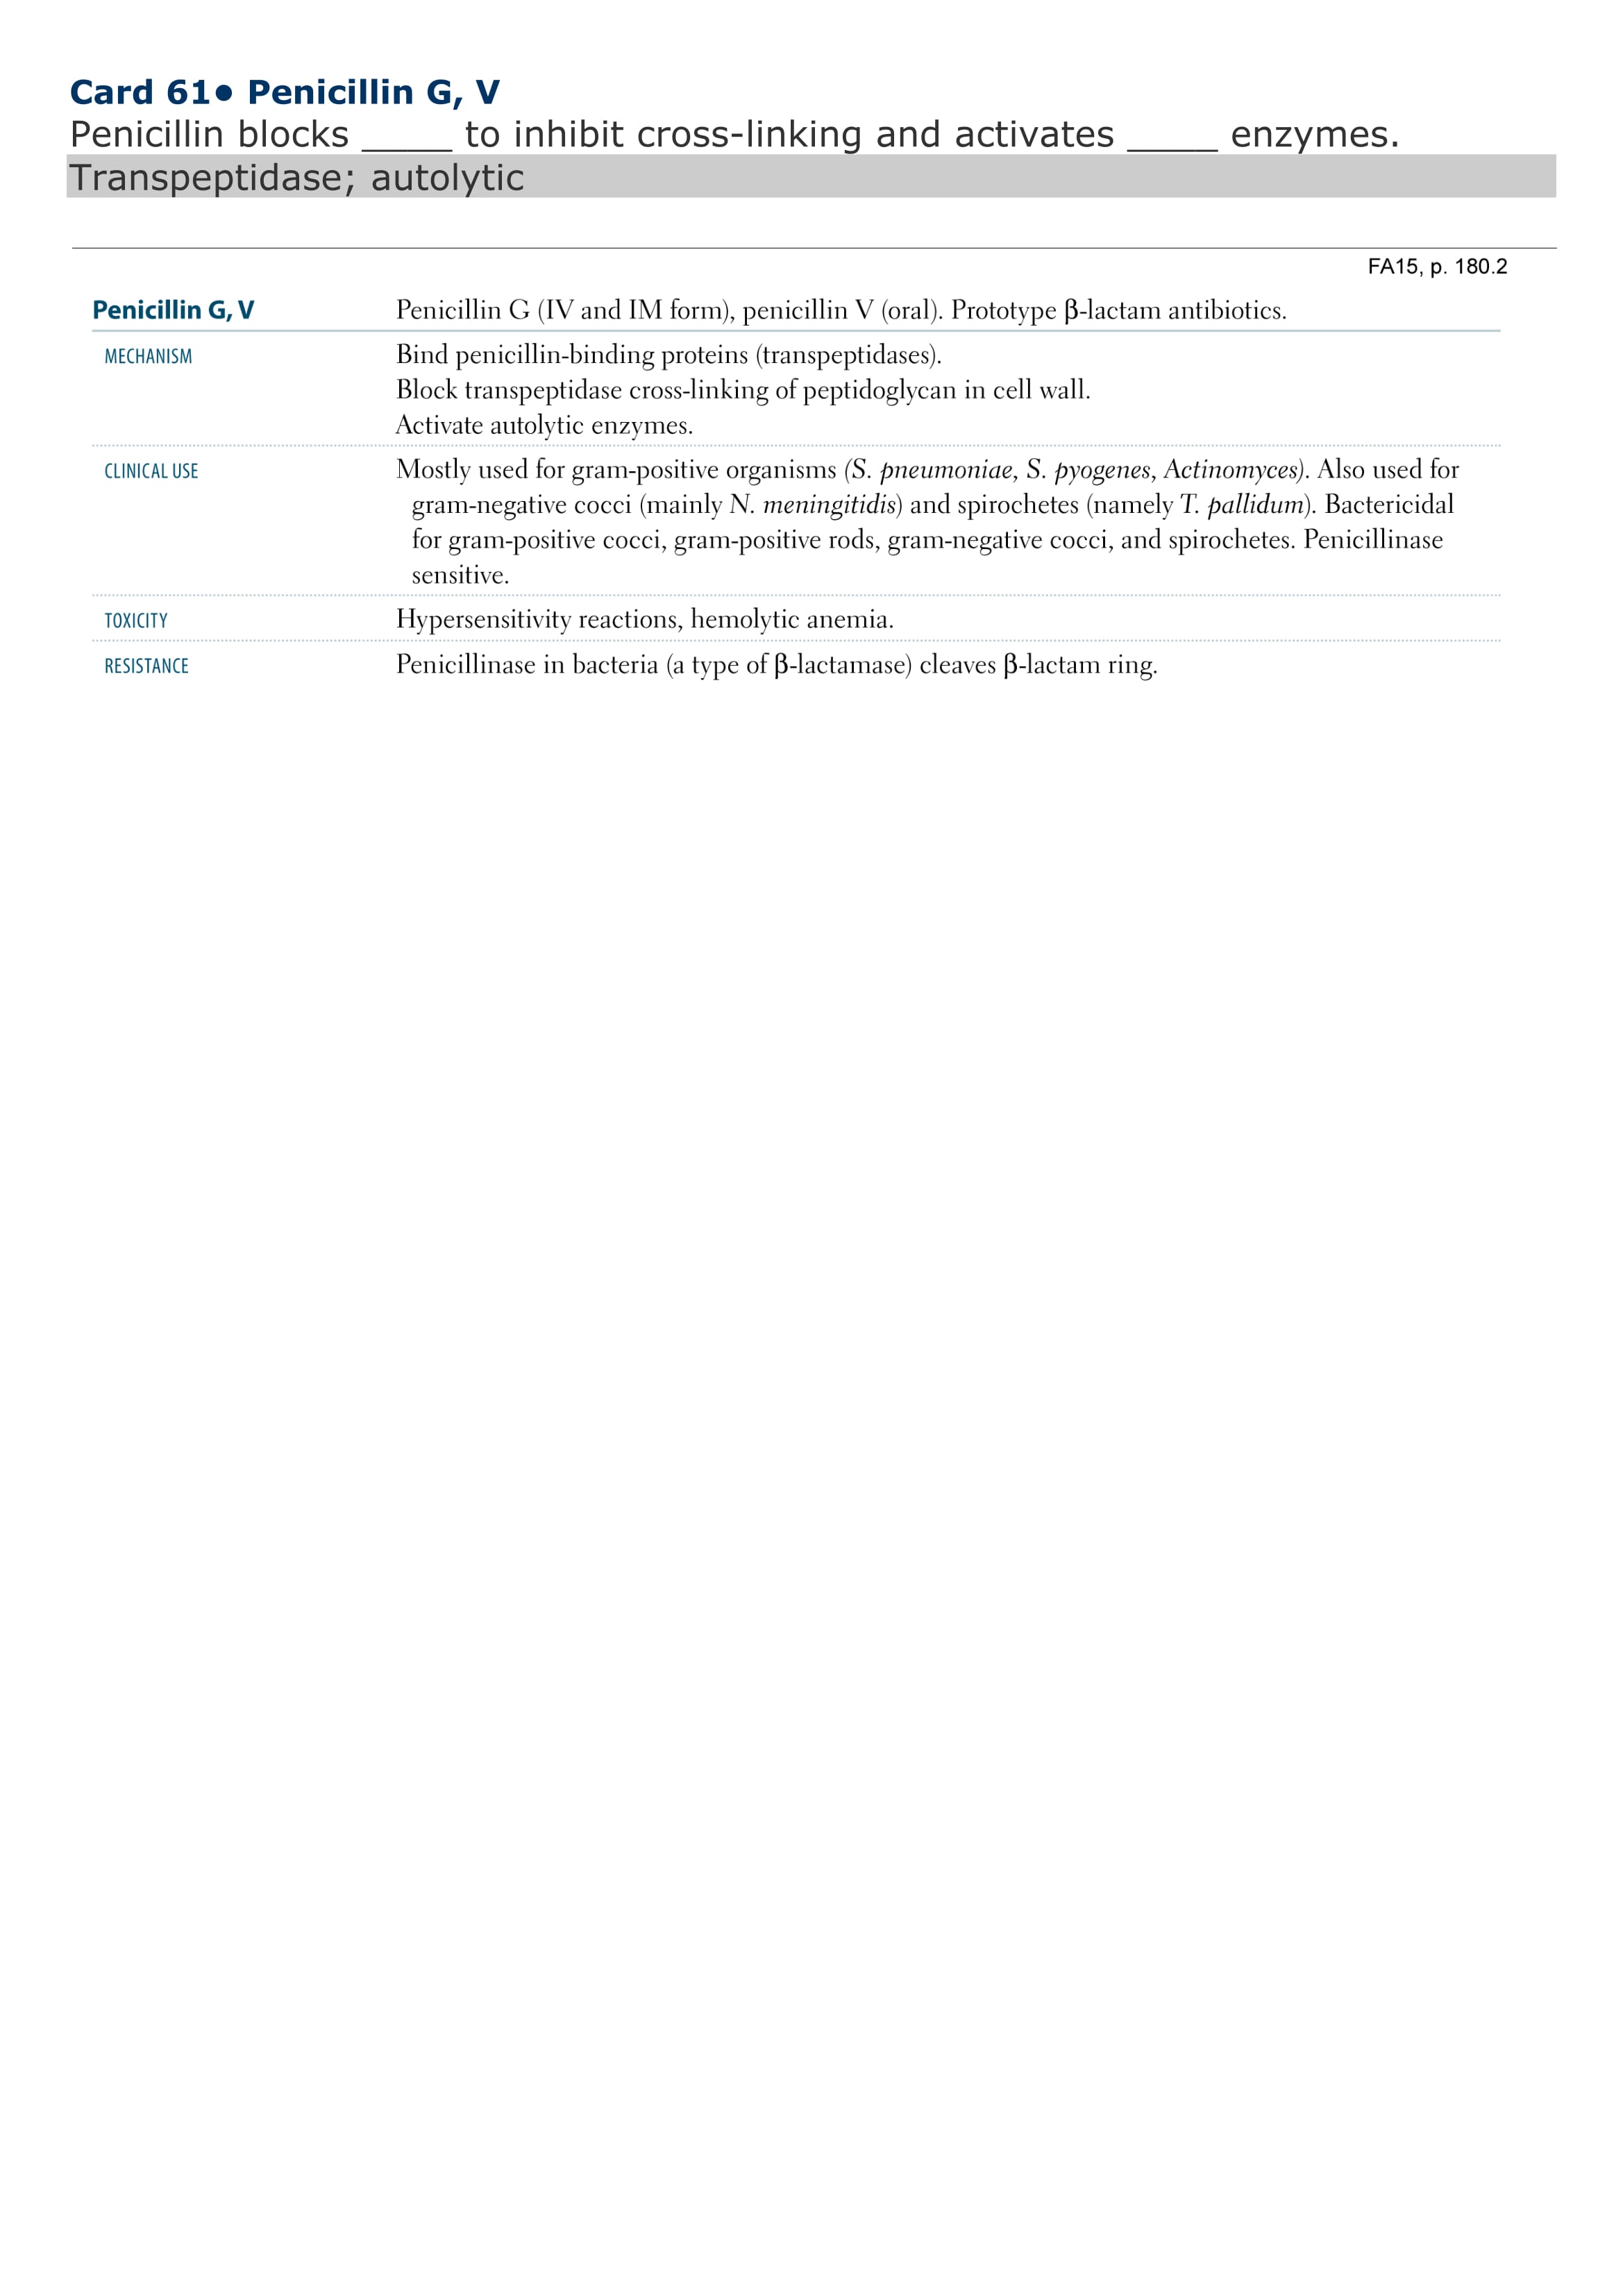 Card 61● Penicillin G, V
Penicillin blocks _____ to inhibit cross-linking and activates _____ enzymes.
Transpeptidase; autolytic
FA15, p. 180.2
Penicillin G, V Penicillin G (IV and IM form), penicillin V (oral). Prototype β-lactam antibiotics.
MECHANISM Bind penicillin-binding proteins (transpeptidases).
Block transpeptidase cross-linking of peptidoglycan in cell wall.
Activate autolytic enzymes.
CLINICAL USE Mostly used for gram-positive organisms (S. pneumoniae, S. pyogenes, Actinomyces). Also used for
gram-negative cocci (mainly N. meningitidis) and spirochetes (namely T. pallidum). Bactericidal
for gram-positive cocci, gram-positive rods, gram-negative cocci, and spirochetes. Penicillinase
sensitive.
TOXICITY Hypersensitivity reactions, hemolytic anemia.
RESISTANCE Penicillinase in bacteria (a type of β-lactamase) cleaves β-lactam ring.